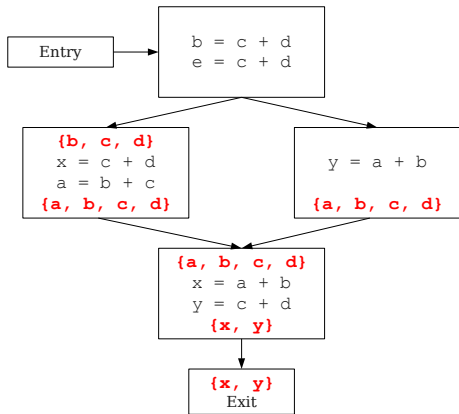 Entry
b = c + d
e = c + d
{b, c, d}
x = c + d
a = b + c
{a, b, c, d}
y = a + b
{a, b, c, d}
{a, b, c, d}
x = a + b
y = c + d
{x, y}
{x, y}
Exit